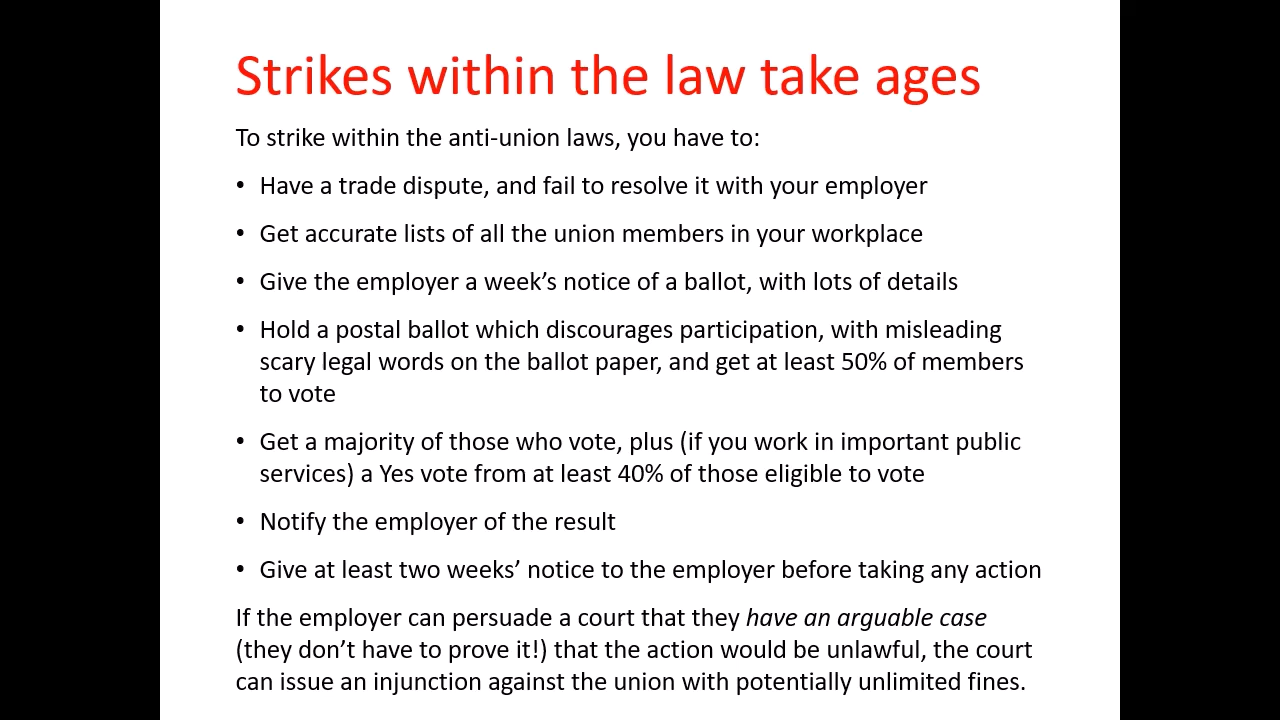 Strikes within the law take ages
To strike within the anti-union laws, you have to:
• Have a trade dispute, and fail to resolve it with your employer
• Get accurate lists of all the union members in your workplace
• Give the employer a week’s notice of a ballot, with lots of details
• Hold a postal ballot which discourages participation, with misleading
scary legal words on the ballot paper, and get at least 50% of members
to vote
• Get a majority of those who vote, plus (if you work in important public
services) a Yes vote from at least 40% of those eligible to vote
• Notify the employer of the result
• Give at least two weeks’ notice to the employer before taking any action
If the employer can persuade a court that they have an arguable case
(they don’t have to prove it!) that the action would be unlawful, the court
can issue an injunction against the union with potentially unlimited fines.